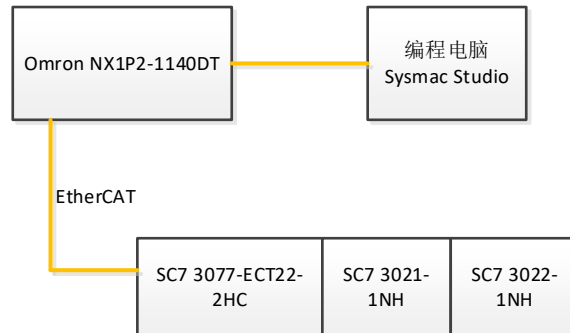 Omron NX1P2-1140DT
编程电脑
Sysmac Studio
EtherCAT
SC7 3077-ECT22-
2HC
SC7 3021-
1NH
SC7 3022-
1NH